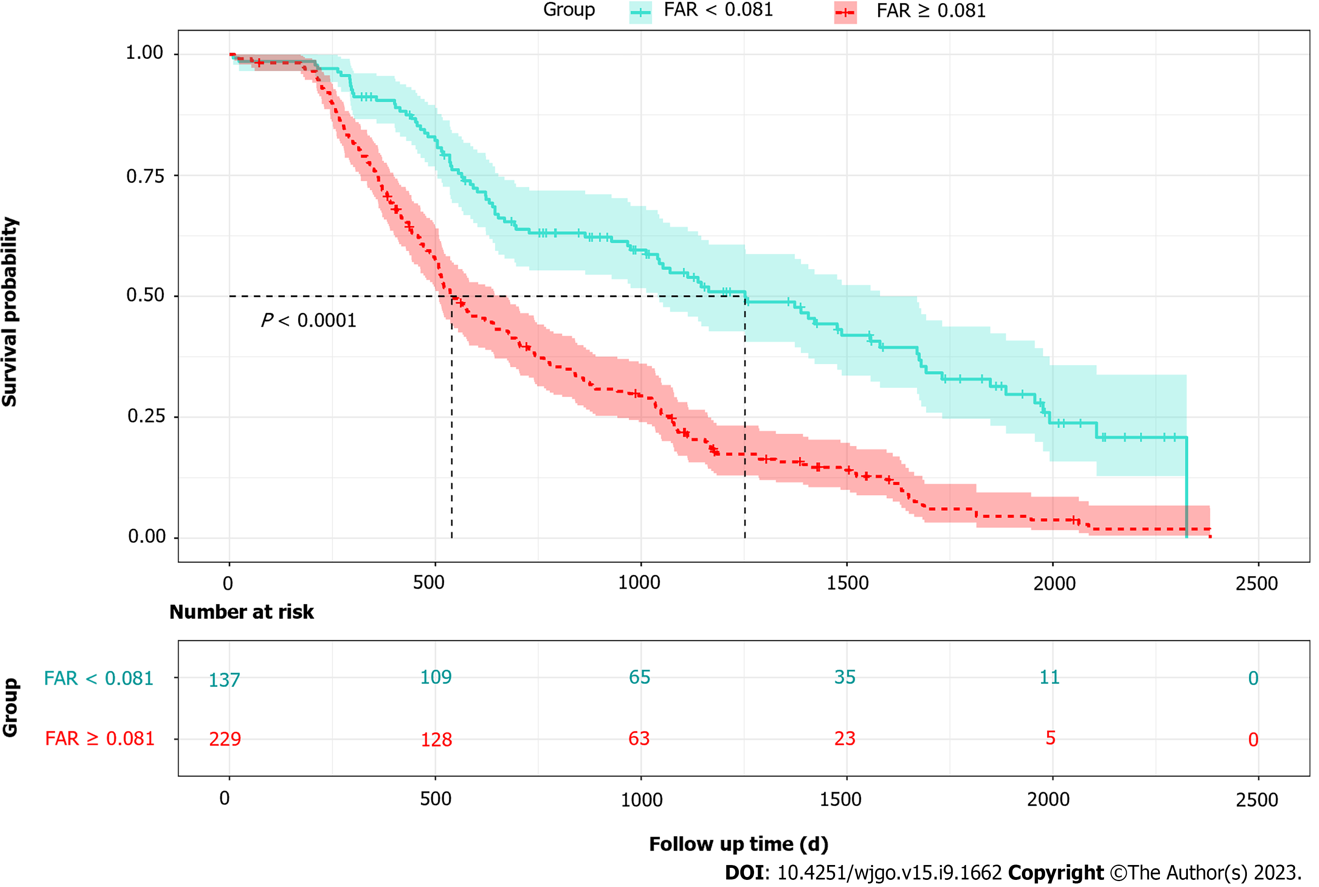 Group FAR < 0.081 FAR ≥ 0.081
Survival probability
1.00
0.75
0.50
0.25
0.00
P < 0.0001
0 500 1000 1500 2000 2500
Number at risk
Group
FAR < 0.081 137 109 65 35 11 0
FAR ≥ 0.081 229 128 63 23 5 0
0 500 1000 1500 2000 2500
Follow up time (d)
DOI: 10.4251/wjgo.v15.i9.1662 Copyright ©The Author(s) 2023.